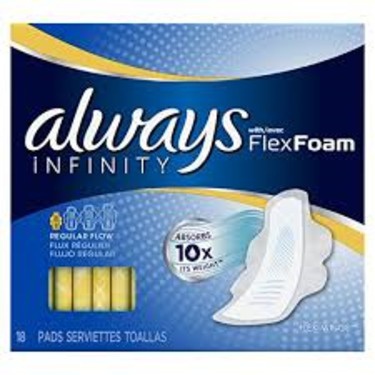 always
INFINITY
with/avec
FlexFoam
REGULAR FLOW
FLUX RÉGULIER
FLUJO REGULAR
ABSORBS
10x
ITS WEIGHT
18 PADS SERVIETTES TOALLAS